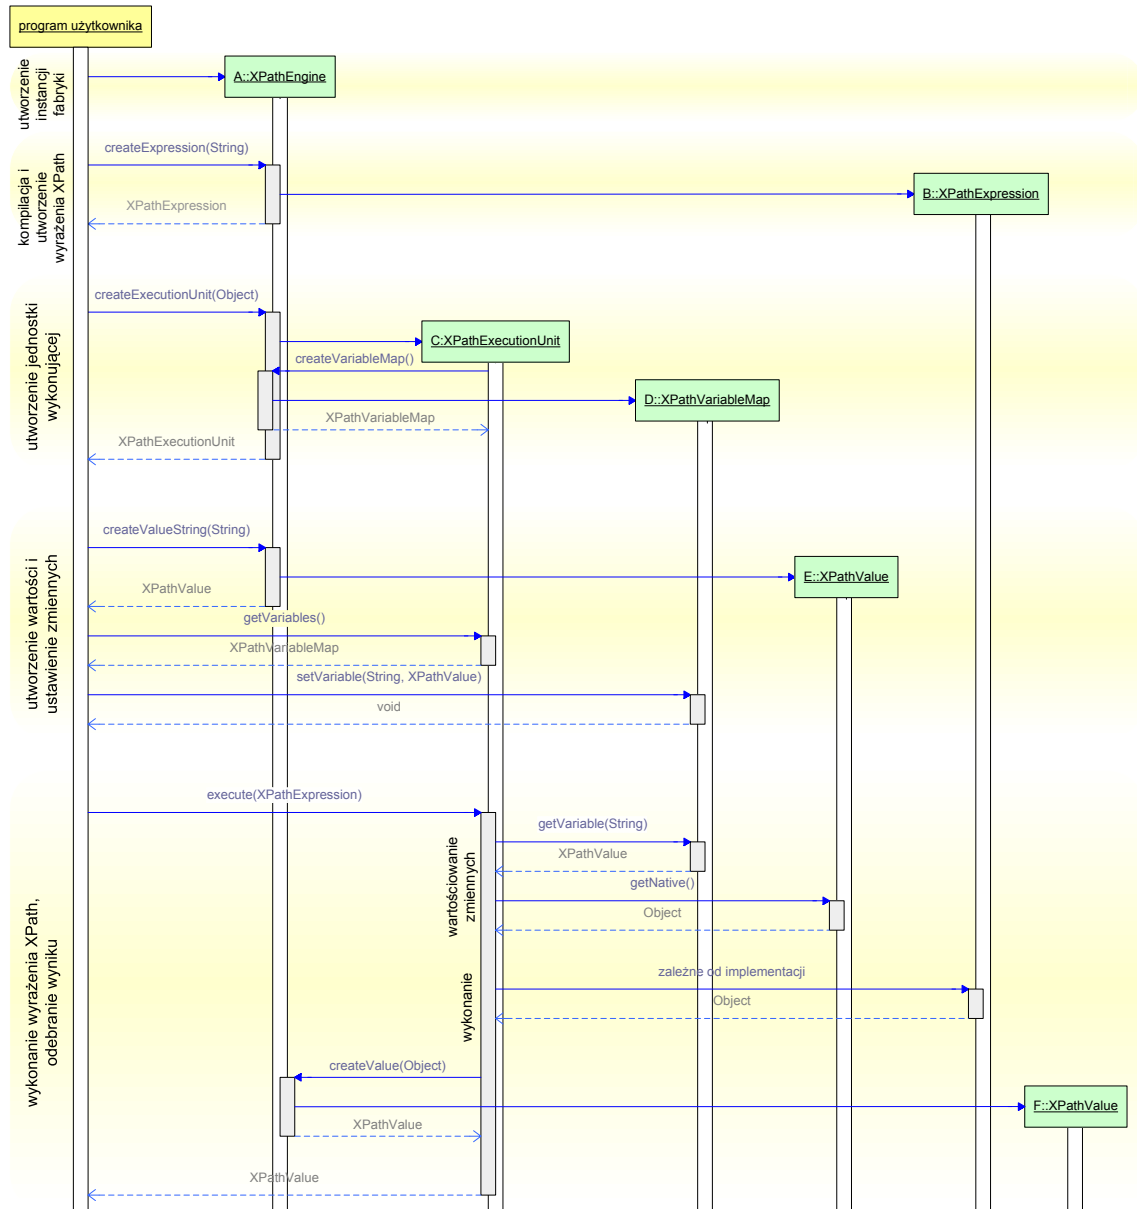 program użytkownika
utworzenie
instancji
fabryki
A::XPathEngine
kompilacja i
utworzenie
wyrażenia XPath
createExpression(String)
B::XPathExpression
XPathExpression
utworzenie jednostki
wykonującej
createExecutionUnit(Object)
C:XPathExecutionUnit
createVariableMap()
D::XPathVariableMap
XPathVariableMap
XPathExecutionUnit
utworzenie wartości i
ustawienie zmiennych
createValueString(String)
E::XPathValue
XPathValue
getVariables()
XPathVariableMap
setVariable(String, XPathValue)
void
wykonanie wyrażenia XPath,
odebranie wyniku
execute(XPathExpression)
wartościowanie
zmiennych
getVariable(String)
XPathValue
getNative()
Object
wykonanie
zależne od implementacji
Object
createValue(Object)
F::XPathValue
XPathValue
XPathValue